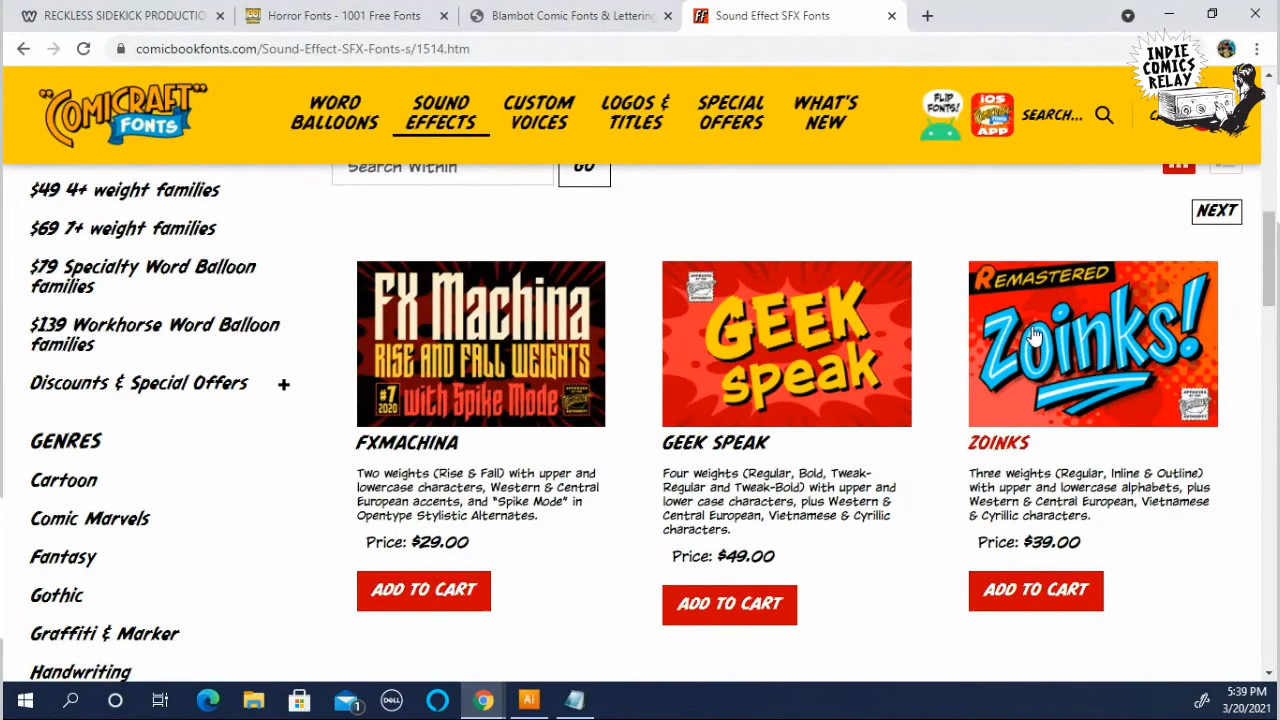 RECKLESS SIDEKICK PRODUCTIO
Horror Fonts - 1001 Free Fonts
Blambot Comic Fonts & Lettering
Sound Effect SFX Fonts
comicbookfonts.com/Sound-Effect-SFX-Fonts-s/1514.htm
INDIE
COMICS
RELAY
"COMICRAFT"
FONTS
WORD
BALLOONS
SOUND
EFFECTS
CUSTOM
VOICES
LOGOS &
TITLES
SPECIAL
OFFERS
WHAT'S
NEW
FLIP
FONTS!
iOS
APP
SEARCH...
Search Within
GO
NEXT
$49 4+ weight families
$69 7+ weight families
$79 Specialty Word Balloon
families
$139 Workhorse Word Balloon
families
Discounts & Special Offers +
GENRES
Cartoon
Comic Marvels
Fantasy
Gothic
Graffiti & Marker
Handwriting
FX Machina
RISE AND FALL WEIGHTS
#7
2020
with Spike Mode
FXMACHINA
Two weights (Rise & Fall) with upper and
lowercase characters, Western & Central
European accents, and "Spike Mode" in
Opentype Stylistic Alternates.
Price: $29.00
ADD TO CART
GEEK
speak
GEEK SPEAK
Four weights (Regular, Bold, Tweak-
Regular and Tweak-Bold) with upper and
lower case characters, plus Western &
Central European, Vietnamese & Cyrillic
characters.
Price: $49.00
ADD TO CART
REMASTERED
Zoinks!
ZOINKS
Three weights (Regular, Inline & Outline)
with upper and lowercase alphabets, plus
Western & Central European, Vietnamese
& Cyrillic characters.
Price: $39.00
ADD TO CART
DELL
1
Ai
5:39 PM
3/20/2021